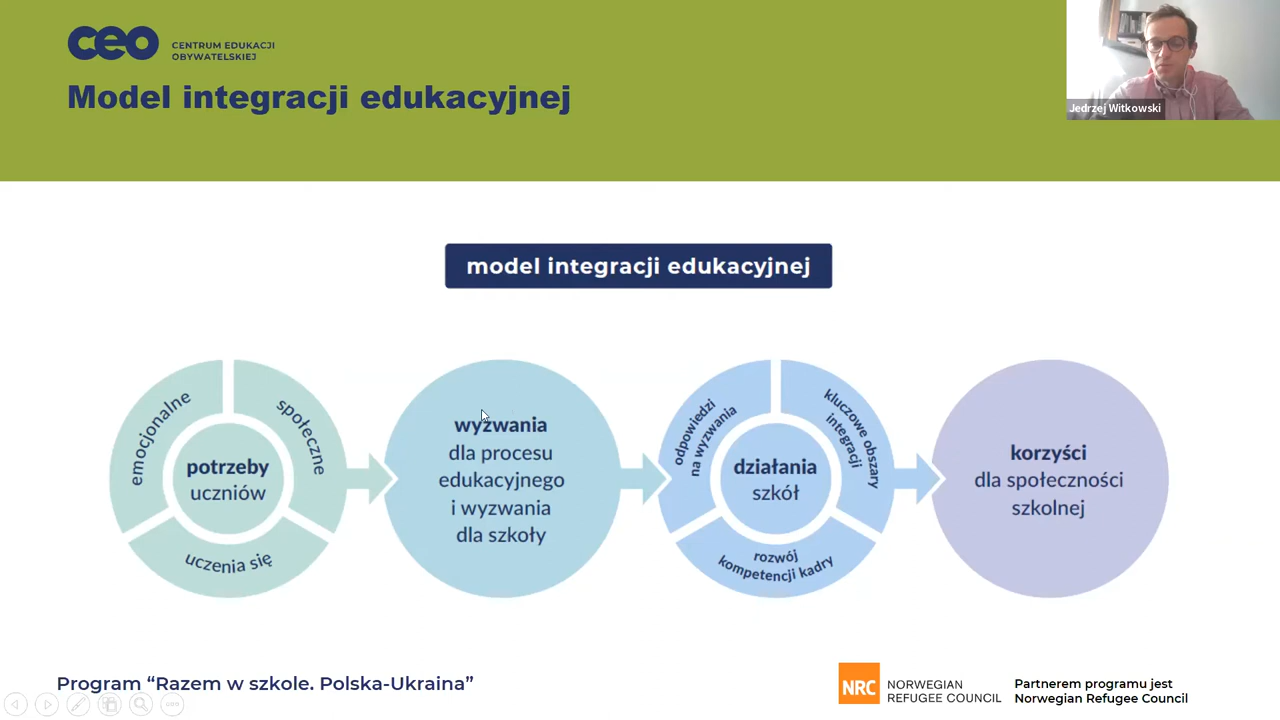 ceo
CENTRUM EDUKACJI
OBYWATELSKIEJ
Model integracji edukacyjnej
Jedrzej Witkowski
model integracji edukacyjnej
emocjonalne
społeczne
uczenia się
potrzeby
uczniów
wyzwania
dla procesu
edukacyjnego
i wyzwania
dla szkoły
odpowiedzi
na wyzwania
kluczowe obszary
integracji
rozwój
kompetencji kadry
działania
szkół
korzyści
dla społeczności
szkolnej
Program “Razem w szkole. Polska-Ukraina”
NRC
NORWEGIAN
REFUGEE COUNCIL
Partnerem programu jest
Norwegian Refugee Council